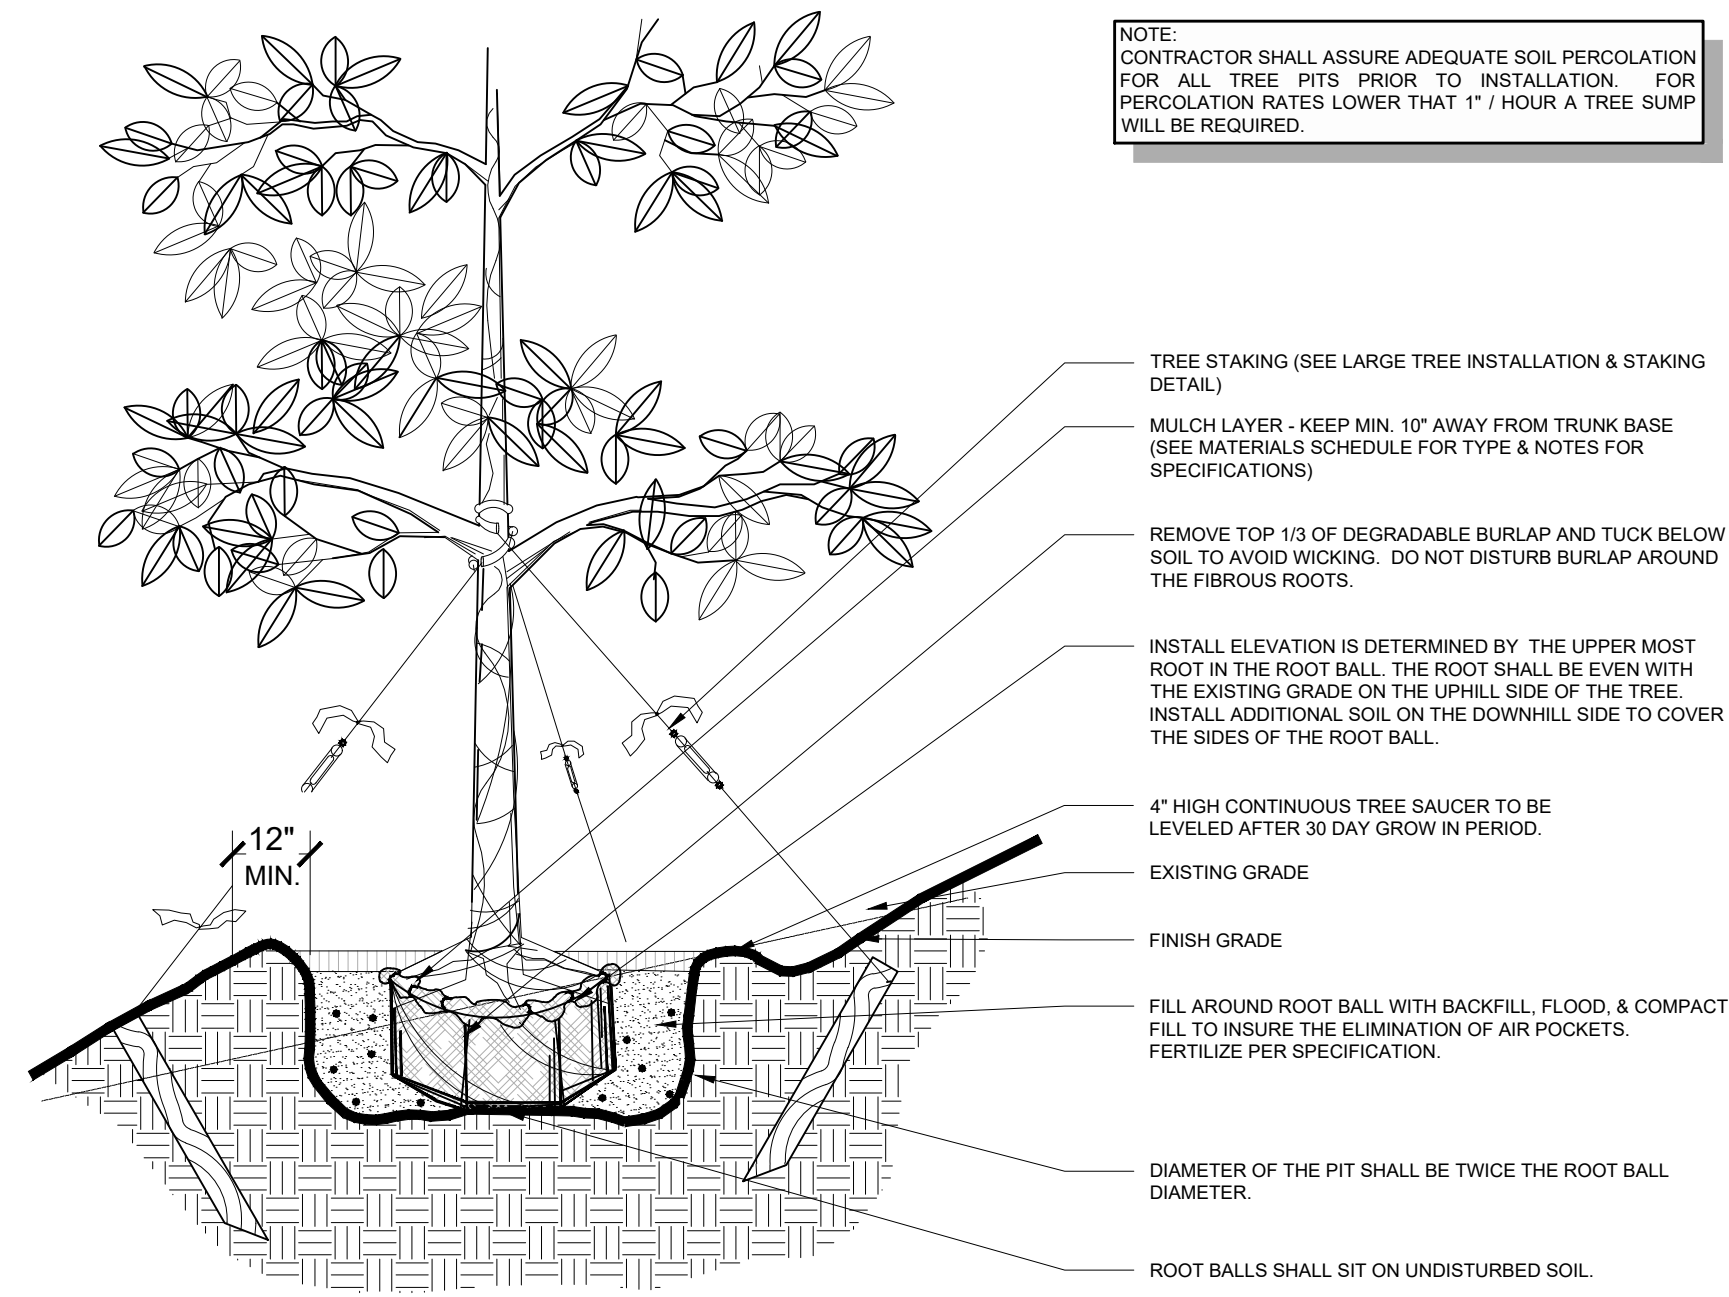 NOTE:
CONTRACTOR SHALL ASSURE ADEQUATE SOIL PERCOLATION
FOR ALL TREE PITS PRIOR TO INSTALLATION. FOR
PERCOLATION RATES LOWER THAT 1" / HOUR A TREE SUMP
WILL BE REQUIRED.
TREE STAKING (SEE LARGE TREE INSTALLATION & STAKING
DETAIL)
MULCH LAYER - KEEP MIN. 10" AWAY FROM TRUNK BASE
(SEE MATERIALS SCHEDULE FOR TYPE & NOTES FOR
SPECIFICATIONS)
REMOVE TOP 1/3 OF DEGRADABLE BURLAP AND TUCK BELOW
SOIL TO AVOID WICKING. DO NOT DISTURB BURLAP AROUND
THE FIBROUS ROOTS.
INSTALL ELEVATION IS DETERMINED BY THE UPPER MOST
ROOT IN THE ROOT BALL. THE ROOT SHALL BE EVEN WITH
THE EXISTING GRADE ON THE UPHILL SIDE OF THE TREE.
INSTALL ADDITIONAL SOIL ON THE DOWNHILL SIDE TO COVER
THE SIDES OF THE ROOT BALL.
4" HIGH CONTINUOUS TREE SAUCER TO BE
LEVELED AFTER 30 DAY GROW IN PERIOD.
12"
MIN.
EXISTING GRADE
FINISH GRADE
FILL AROUND ROOT BALL WITH BACKFILL, FLOOD, & COMPACT
FILL TO INSURE THE ELIMINATION OF AIR POCKETS.
FERTILIZE PER SPECIFICATION.
DIAMETER OF THE PIT SHALL BE TWICE THE ROOT BALL
DIAMETER.
ROOT BALLS SHALL SIT ON UNDISTURBED SOIL.